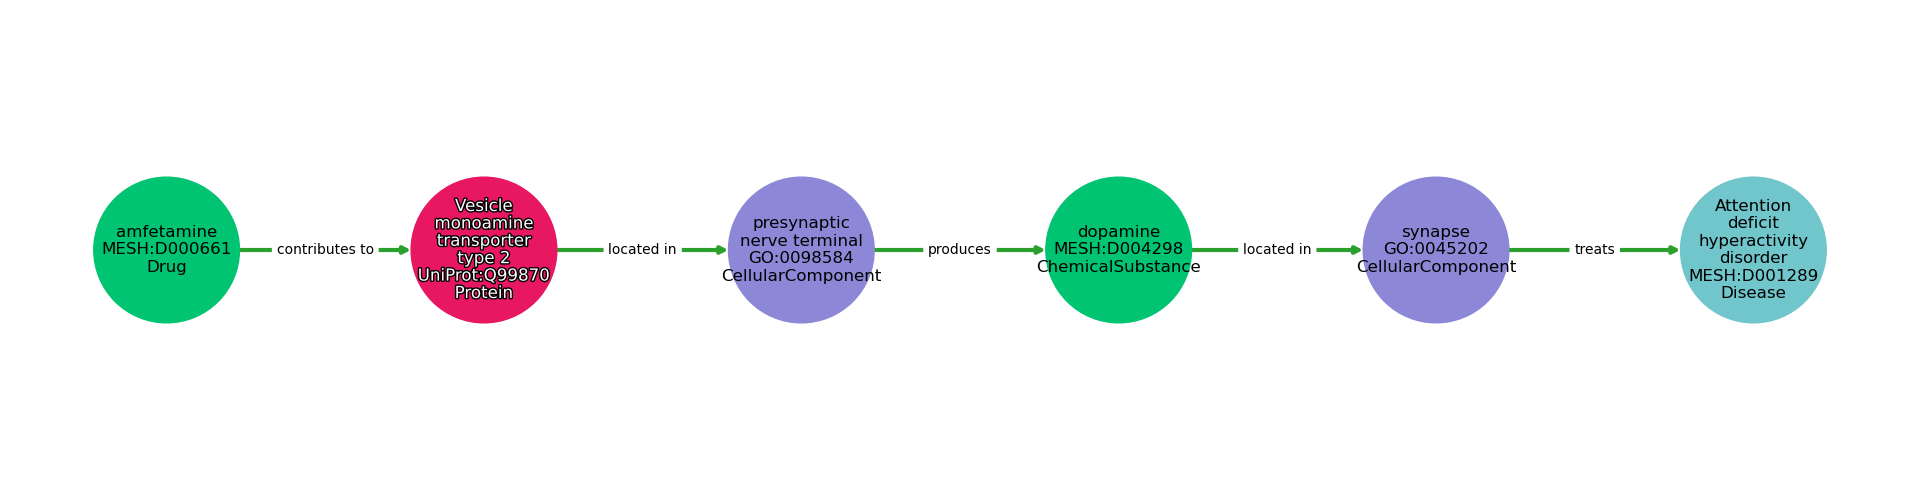 amfetamine
MESH:D000661
Drug
contributes to
Vesicle
monoamine
transporter
type 2
UniProt:Q99870
Protein
located in
presynaptic
nerve terminal
GO:0098584
CellularComponent
produces
dopamine
MESH:D004298
ChemicalSubstance
located in
synapse
GO:0045202
CellularComponent
treats
Attention
deficit
hyperactivity
disorder
MESH:D001289
Disease